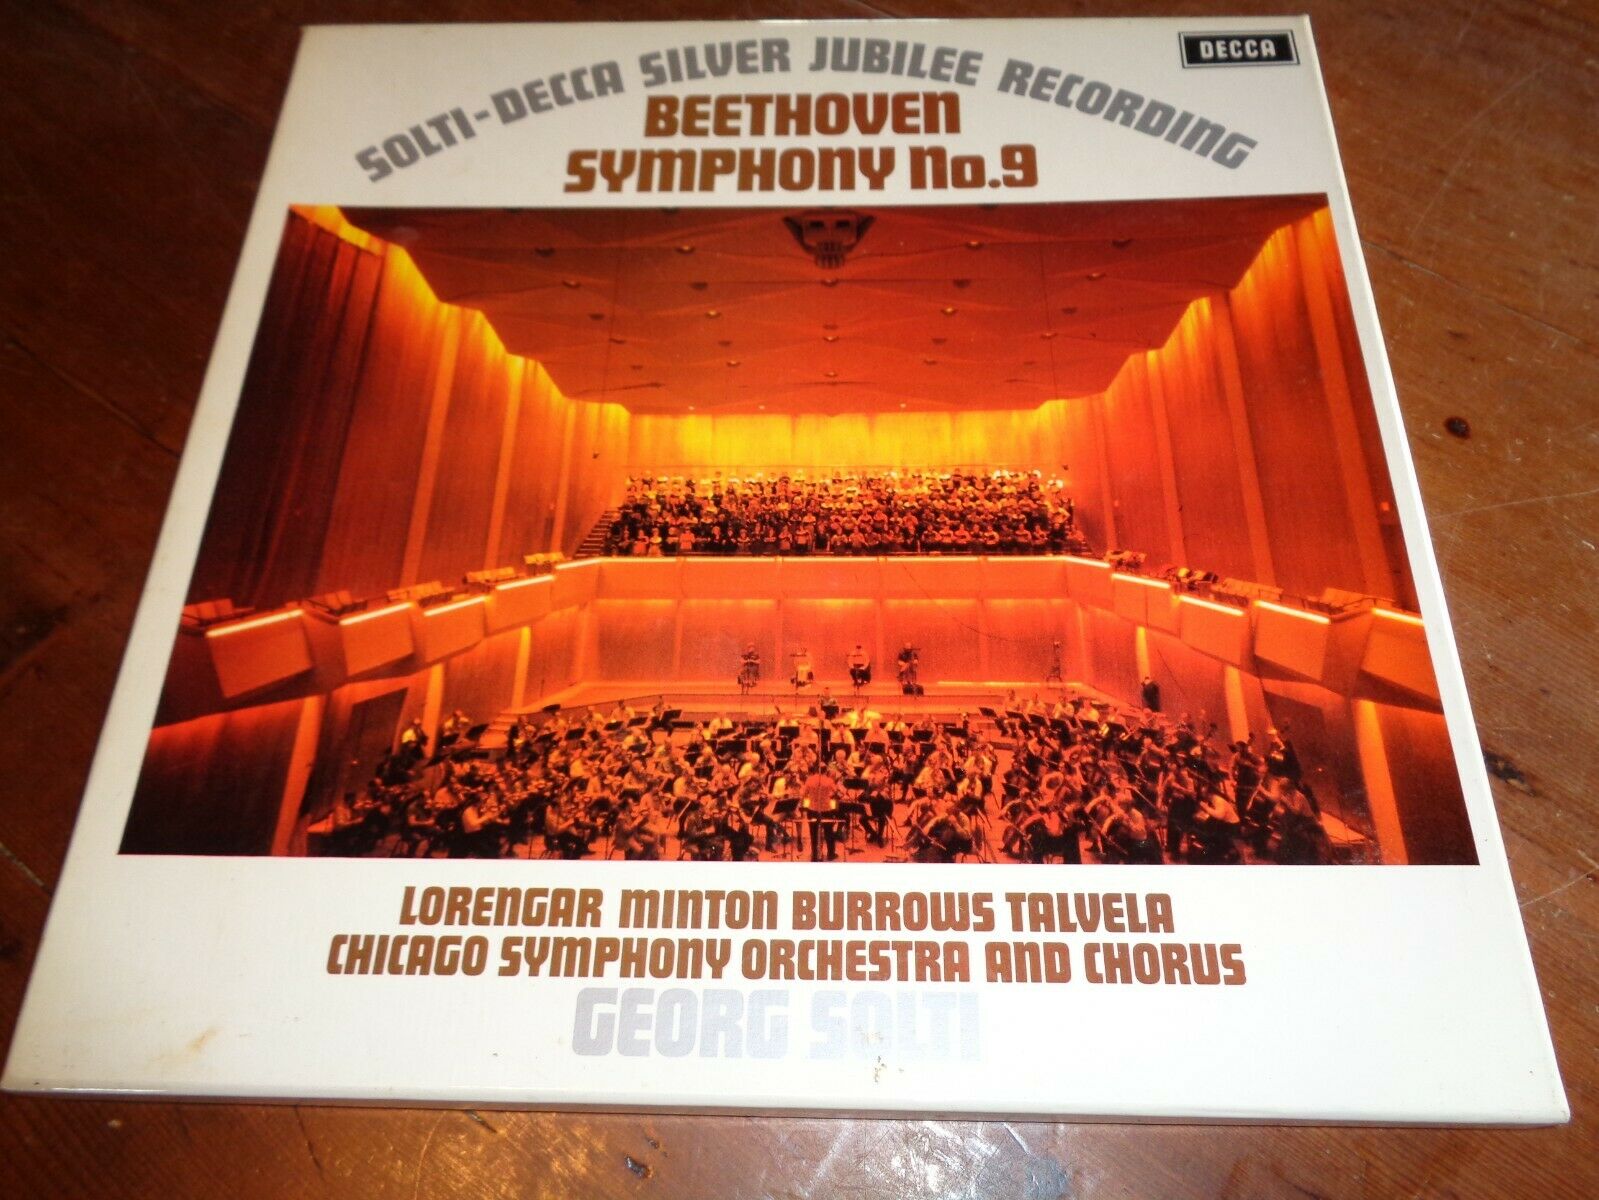 DECCA
SOLTI-DECCA SILVER JUBILEE RECORDING
BEETHOVEN
SYMPHONY No.9
LORENGAR MINTON BURROWS TALVELA
CHICAGO SYMPHONY ORCHESTRA AND CHORUS
GEORG SOLTI